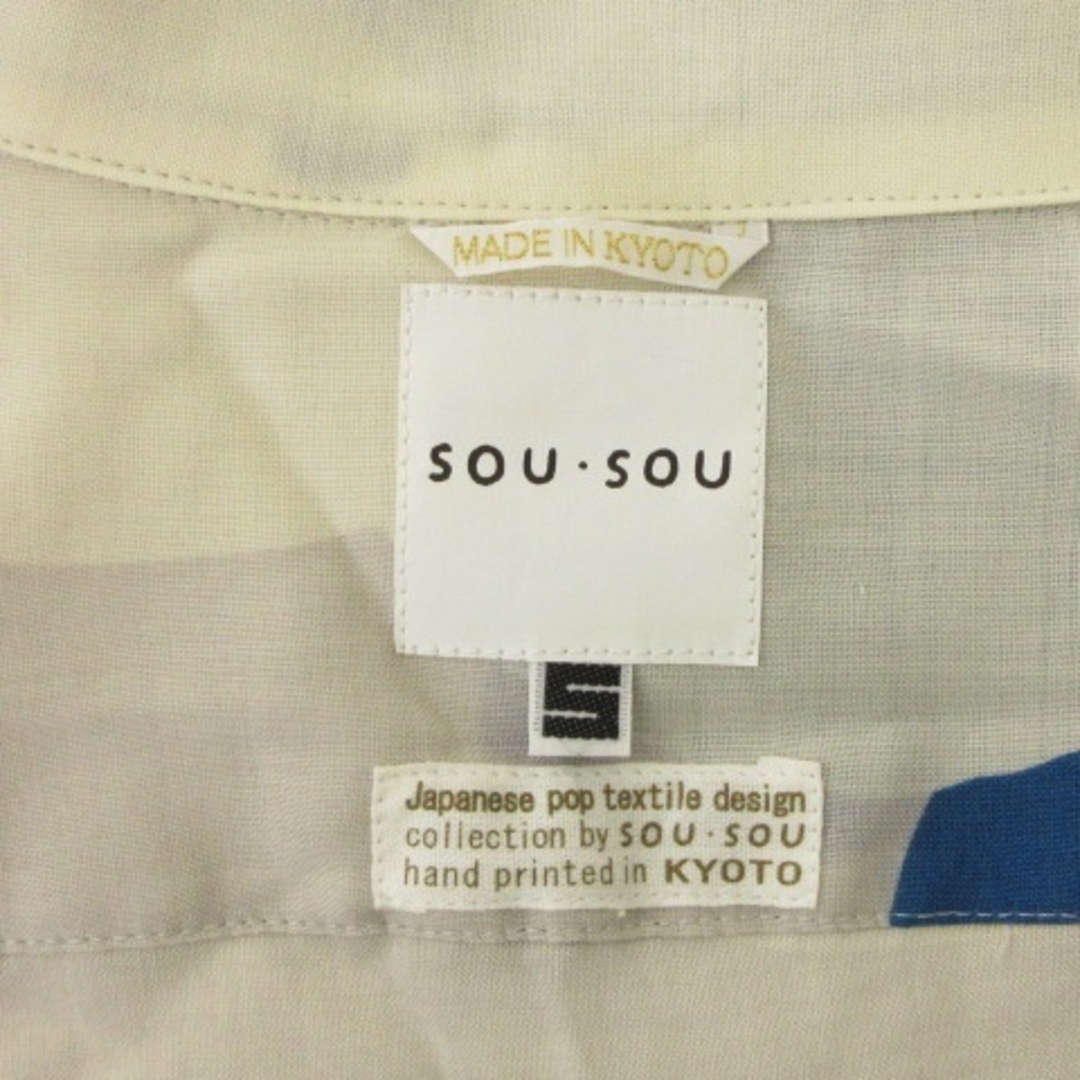 MADE IN KYOTO
SOU·SOU
S
Japanese pop textile design
collection by SOU·SOU
hand printed in KYOTO